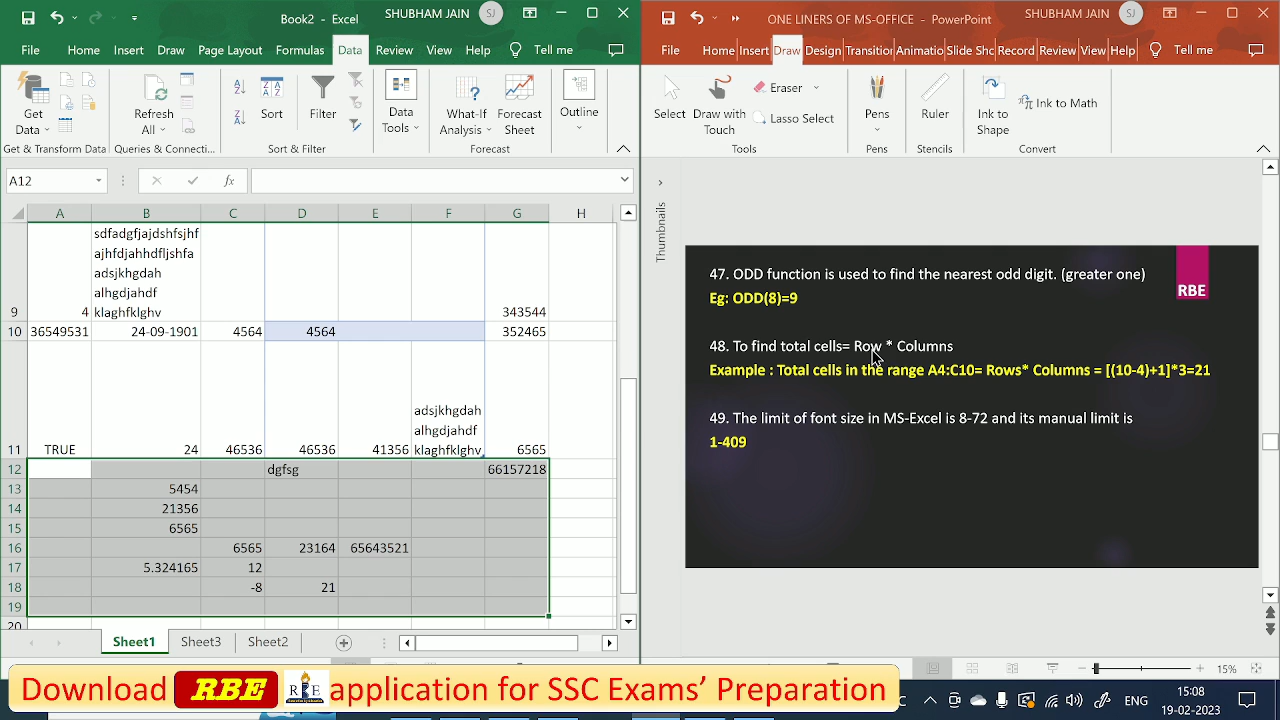 Book2 - Excel
SHUBHAM JAIN
SJ
File
Home
Insert
Draw
Page Layout
Formulas
Data
Review
View
Help
Tell me
Get
Data
Refresh
All
Sort
Filter
Data
Tools
What-If
Analysis
Forecast
Sheet
Outline
Get & Transform Data
Queries & Connecti...
Sort & Filter
Forecast
A12
fx
A B C D E F G H
sdfadgfjajdshfsjhf
ajhfdjahhdfljshfa
adsjkhgdah
alhgdjahdf
9 4 klaghfklghv 343544
10 36549531 24-09-1901 4564 4564 352465
adsjkhgdah
alhgdjahdf
11 TRUE 24 46536 46536 41356 klaghfklghv 6565
12 dgfsg 66157218
13 5454
14 21356
15 6565
16 6565 23164 65643521
17 5.324165 12
18 -8 21
19
20
Sheet1 Sheet3 Sheet2
ONE LINERS OF MS-OFFICE - PowerPoint
SHUBHAM JAIN
SJ
File
Home
Insert
Draw
Design
Transition
Animatio
Slide Shc
Record
Review
View
Help
Tell me
Select
Draw with
Touch
Eraser
Lasso Select
Pens
Ruler
Ink to
Shape
Ink to Math
Tools
Pens
Stencils
Convert
Thumbnails
47. ODD function is used to find the nearest odd digit. (greater one)
RBE
Eg: ODD(8)=9
48. To find total cells= Row * Columns
Example : Total cells in the range A4:C10= Rows* Columns = [(10-4)+1]*3=21
49. The limit of font size in MS-Excel is 8-72 and its manual limit is
1-409
15%
Download RBE RBE application for SSC Exams’ Preparation
ENG
15:08
19-02-2023